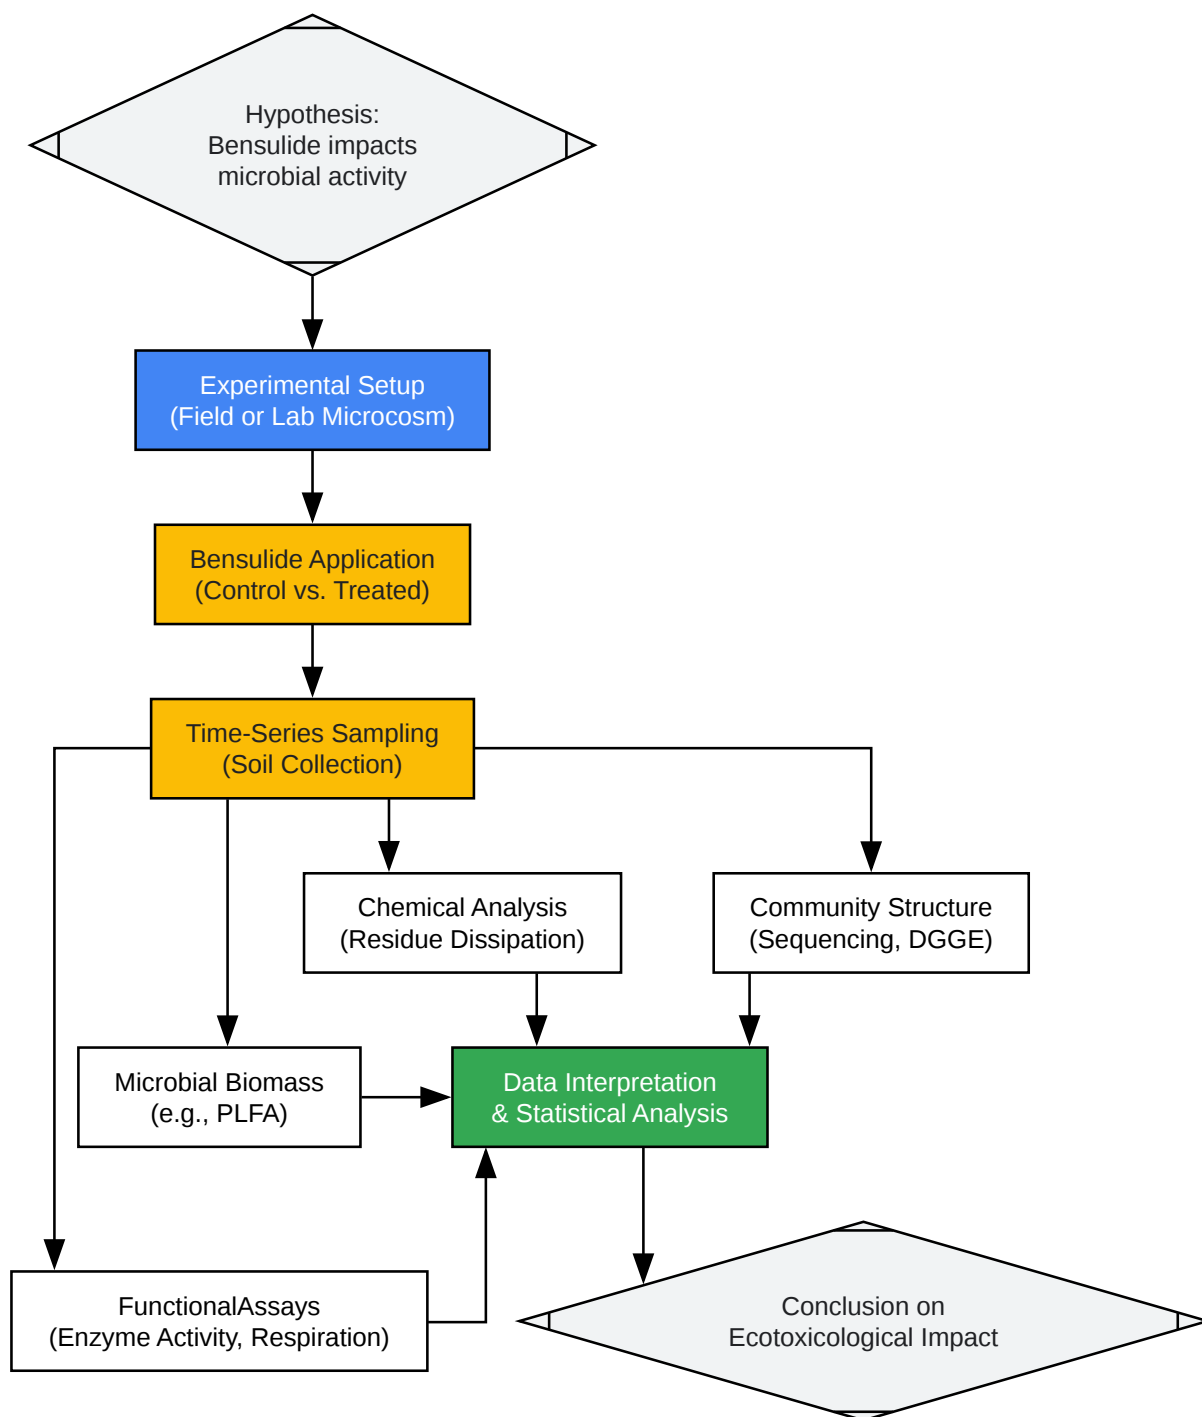 Hypothesis:
Bensulide impacts
microbial activity
Experimental Setup
(Field or Lab Microcosm)
Bensulide Application
(Control vs. Treated)
Time-Series Sampling
(Soil Collection)
Chemical Analysis
(Residue Dissipation)
Community Structure
(Sequencing, DGGE)
Microbial Biomass
(e.g., PLFA)
Data Interpretation
& Statistical Analysis
FunctionalAssays
(Enzyme Activity, Respiration)
Conclusion on
Ecotoxicological Impact